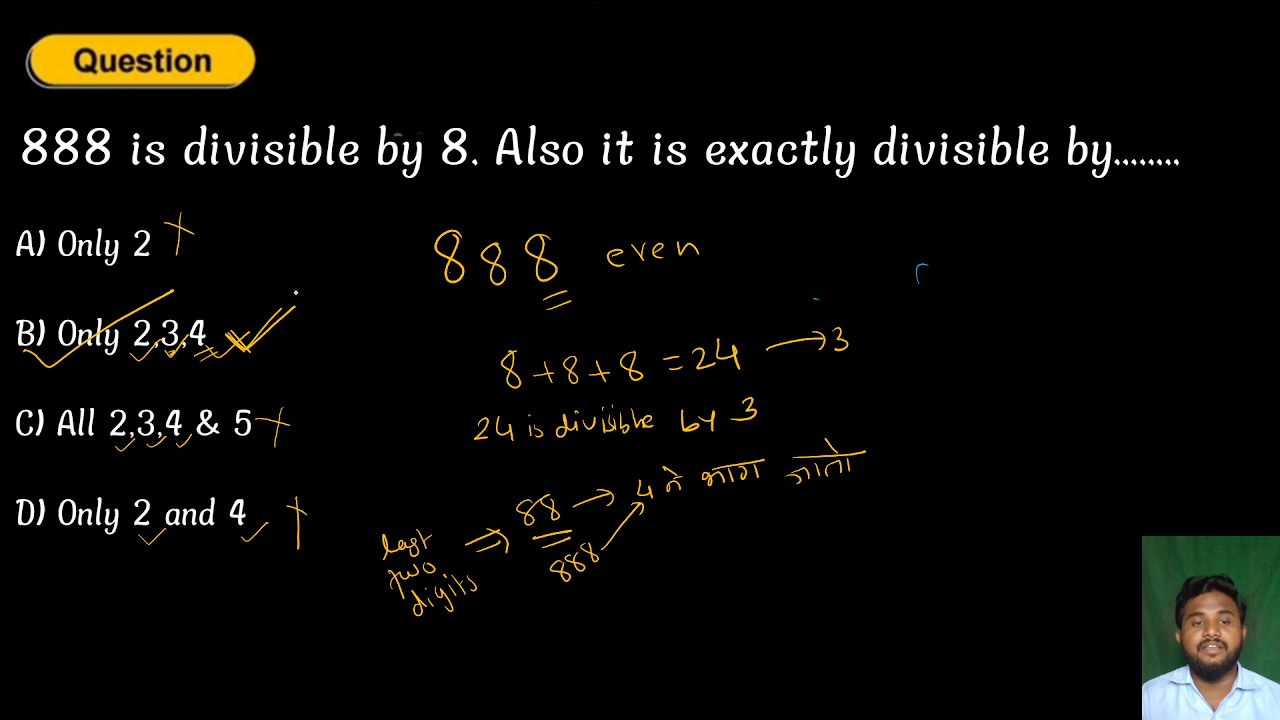 Question
888 is divisible by 8. Also it is exactly divisible by........
A) Only 2
B) Only 2,3,4
C) All 2,3,4 & 5
D) Only 2 and 4
888 even
8+8+8=24 → 3
24 is divisible by 3
last two digits ⇒ 88 → 4 ने भाग जातो
888